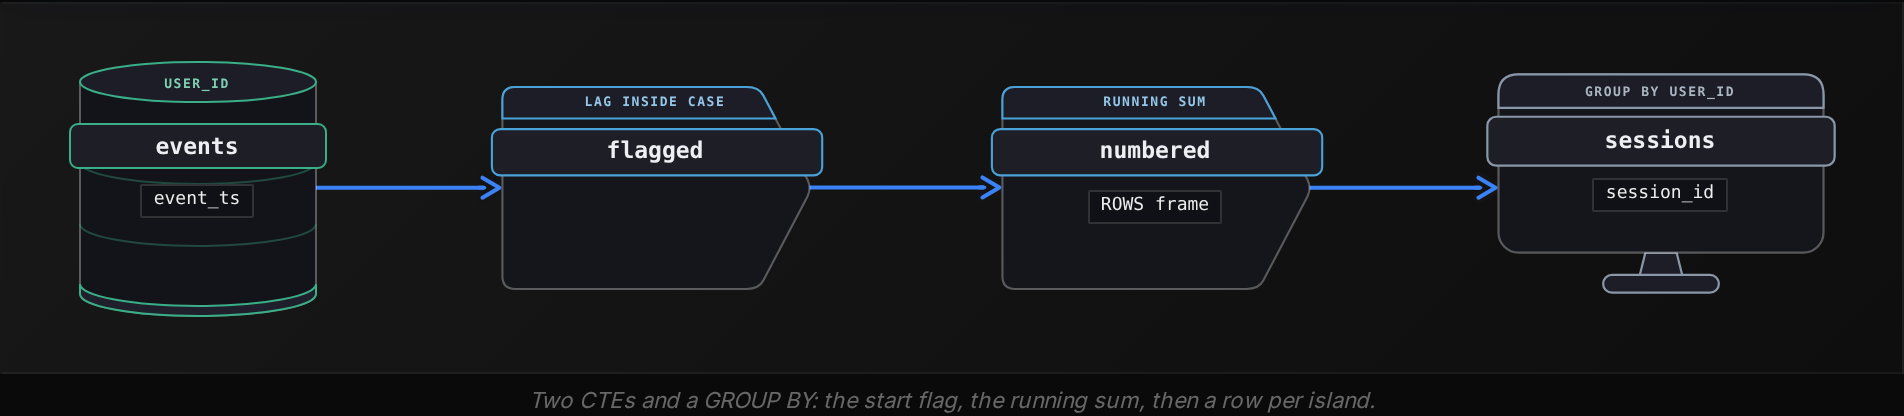 USER_ID
events
event_ts
LAG INSIDE CASE
flagged
RUNNING SUM
numbered
ROWS frame
GROUP BY USER_ID
sessions
session_id
Two CTEs and a GROUP BY: the start flag, the running sum, then a row per island.